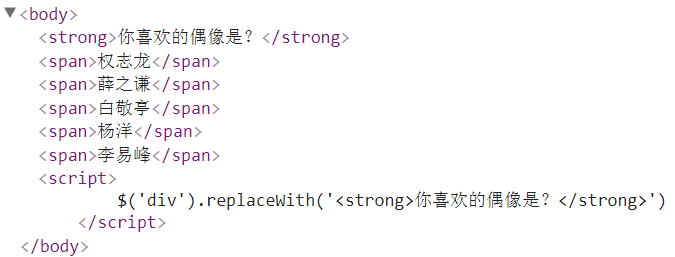 ▼<body>
<strong>你喜欢的偶像是？</strong>
<span>权志龙</span>
<span>薛之谦</span>
<span>白敬亭</span>
<span>杨洋</span>
<span>李易峰</span>
<script>
$('div').replaceWith('<strong>你喜欢的偶像是？</strong>')
</script>
</body>